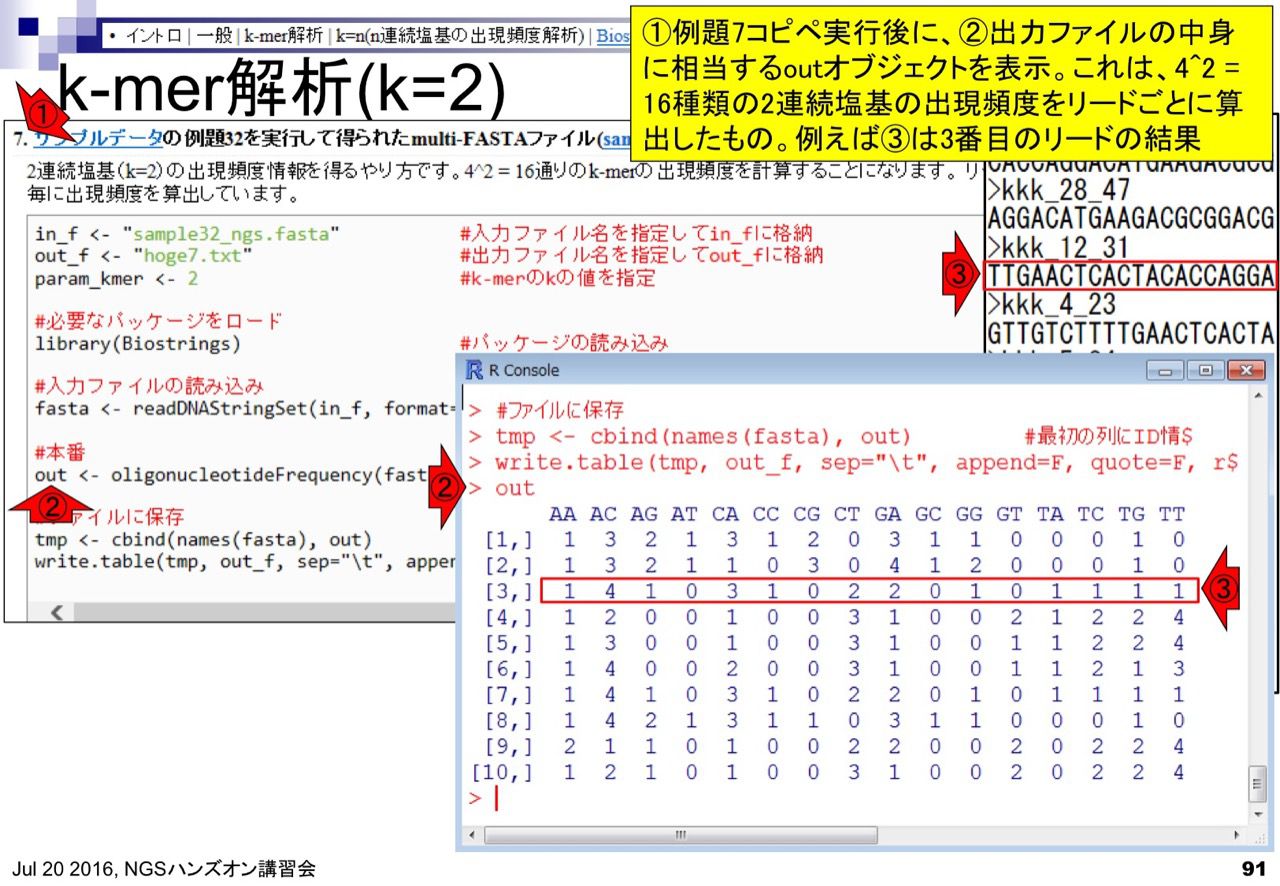 • イントロ | 一般 | k-mer解析 | k=n(n連続塩基の出現頻度解析) | Bios
k-mer解析(k=2)
①例題7コピペ実行後に、②出力ファイルの中身
に相当するoutオブジェクトを表示。これは、4^2 =
16種類の2連続塩基の出現頻度をリードごとに算
出したもの。例えば③は3番目のリードの結果
①
7. サンプルデータの例題32を実行して得られたmulti-FASTAファイル(sam
2連続塩基(k=2)の出現頻度情報を得るやり方です。4^2 = 16通りのk-merの出現頻度を計算することになります。リ
毎に出現頻度を算出しています。
in_f <- "sample32_ngs.fasta" #入力ファイル名を指定してin_fに格納
out_f <- "hoge7.txt" #出力ファイル名を指定してout_fに格納
param_kmer <- 2 #k-merのkの値を指定
#必要なパッケージをロード
library(Biostrings) #パッケージの読み込み
#入力ファイルの読み込み
fasta <- readDNAStringSet(in_f, format=
#本番
out <- oligonucleotideFrequency(fast
②
ファイルに保存
tmp <- cbind(names(fasta), out)
write.table(tmp, out_f, sep="\t", apper
CACCAGGACATGAAGACGCG
>kkk_28_47
AGGACATGAAGACGCGGACG
>kkk_12_31
③
TTGAACTCACTACACCAGGA
>kkk_4_23
GTTGTCTTTTGAACTCACTA
R Console
> #ファイルに保存
> tmp <- cbind(names(fasta), out) #最初の列にID情$
> write.table(tmp, out_f, sep="\t", append=F, quote=F, r$
②
> out
AA AC AG AT CA CC CG CT GA GC GG GT TA TC TG TT
[1,] 1 3 2 1 3 1 2 0 3 1 1 0 0 0 1 0
[2,] 1 3 2 1 1 0 3 0 4 1 2 0 0 0 1 0
[3,] 1 4 1 0 3 1 0 2 2 0 1 0 1 1 1 1
③
[4,] 1 2 0 0 1 0 0 3 1 0 0 2 1 2 2 4
[5,] 1 3 0 0 1 0 0 3 1 0 0 1 1 2 2 4
[6,] 1 4 0 0 2 0 0 3 1 0 0 1 1 2 1 3
[7,] 1 4 1 0 3 1 0 2 2 0 1 0 1 1 1 1
[8,] 1 4 2 1 3 1 1 0 3 1 1 0 0 0 1 0
[9,] 2 1 1 0 1 0 0 2 2 0 0 2 0 2 2 4
[10,] 1 2 1 0 1 0 0 3 1 0 0 2 0 2 2 4
>
Jul 20 2016, NGSハンズオン講習会
91